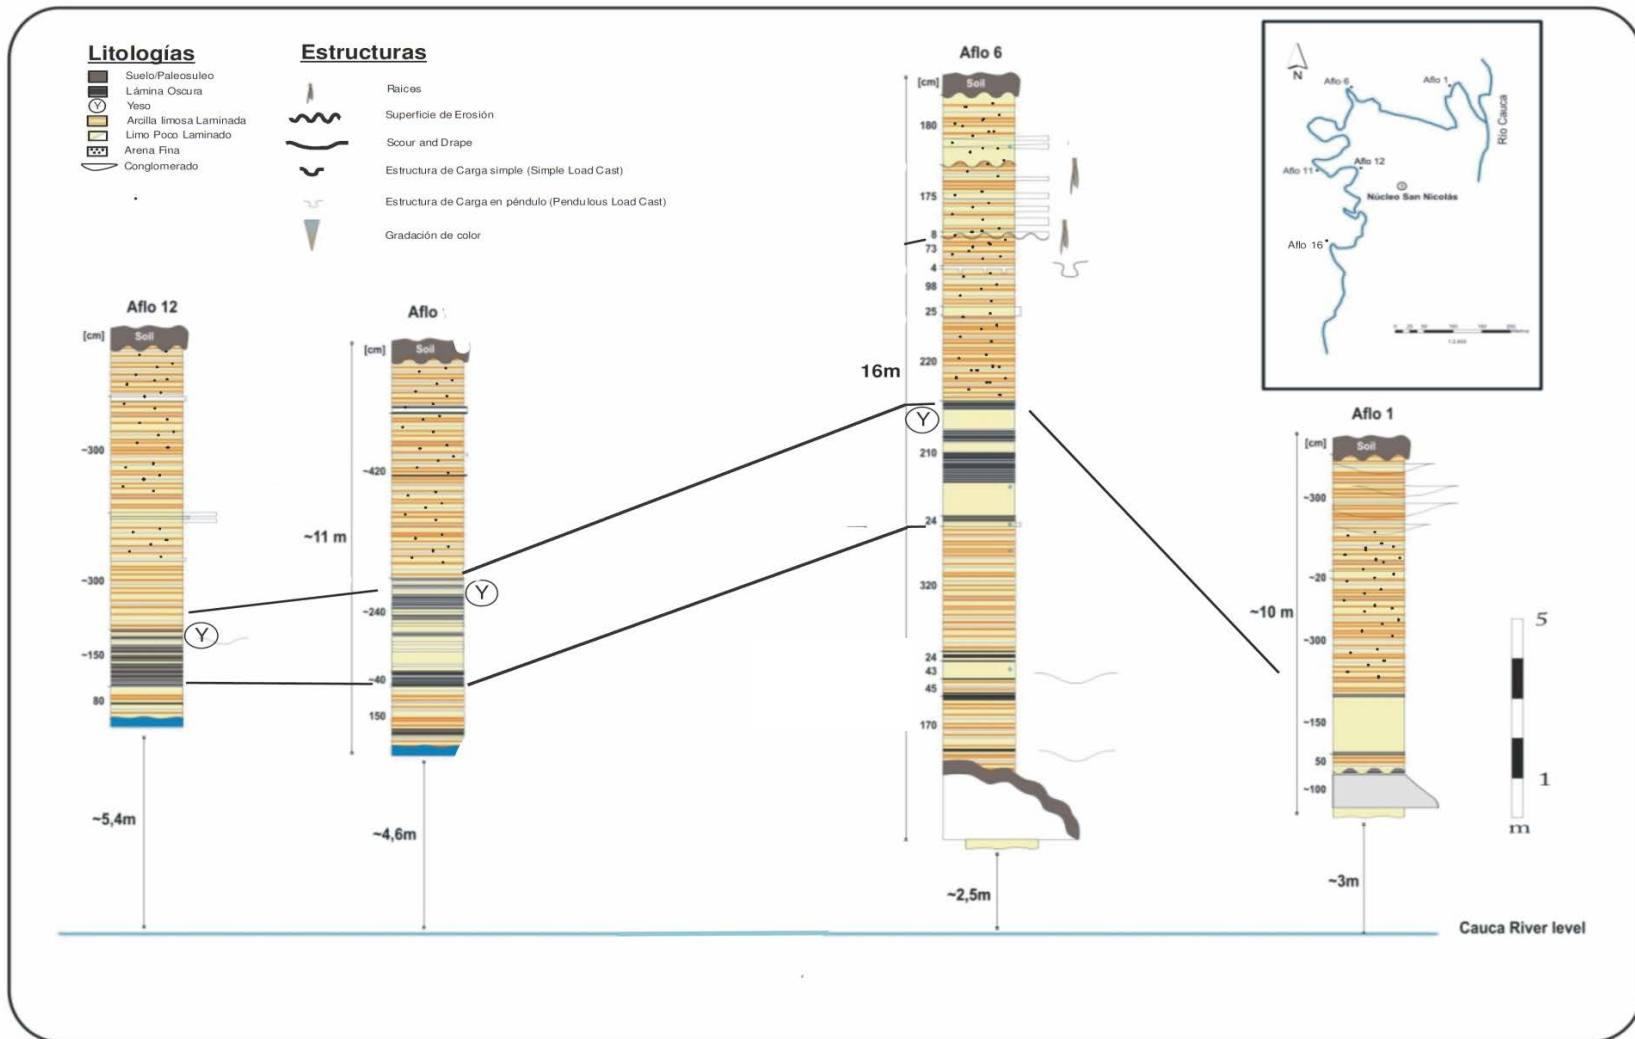 Litologías
Suelo/Paleosuleo
Lámina Oscura
Y Yeso
Arcilla limosa Laminada
Limo Poco Laminado
Arena Fina
Conglomerado
Estructuras
Raices
Superficie de Erosión
Scour and Drape
Estructura de Carga simple (Simple Load Cast)
Estructura de Carga en péndulo (Pendulous Load Cast)
Gradación de color
Aflo 12
[cm]
Soil
~300
~300
Y
~150
80
~5,4m
Aflo
[cm]
Soil
~420
~11 m
Y
~240
~40
150
~4,6m
Aflo 6
[cm]
Soil
180
175
8
73
4
98
25
220
16m
Y
210
24
320
24
43
45
170
~2,5m
N
Aflo 6
Aflo 1
Río Cauca
Aflo 12
Aflo 11
Núcleo San Nicolás
Aflo 16
Aflo 1
[cm]
Soil
~300
~20
~10 m
~300
~150
50
~100
~3m
5
1
m
Cauca River level